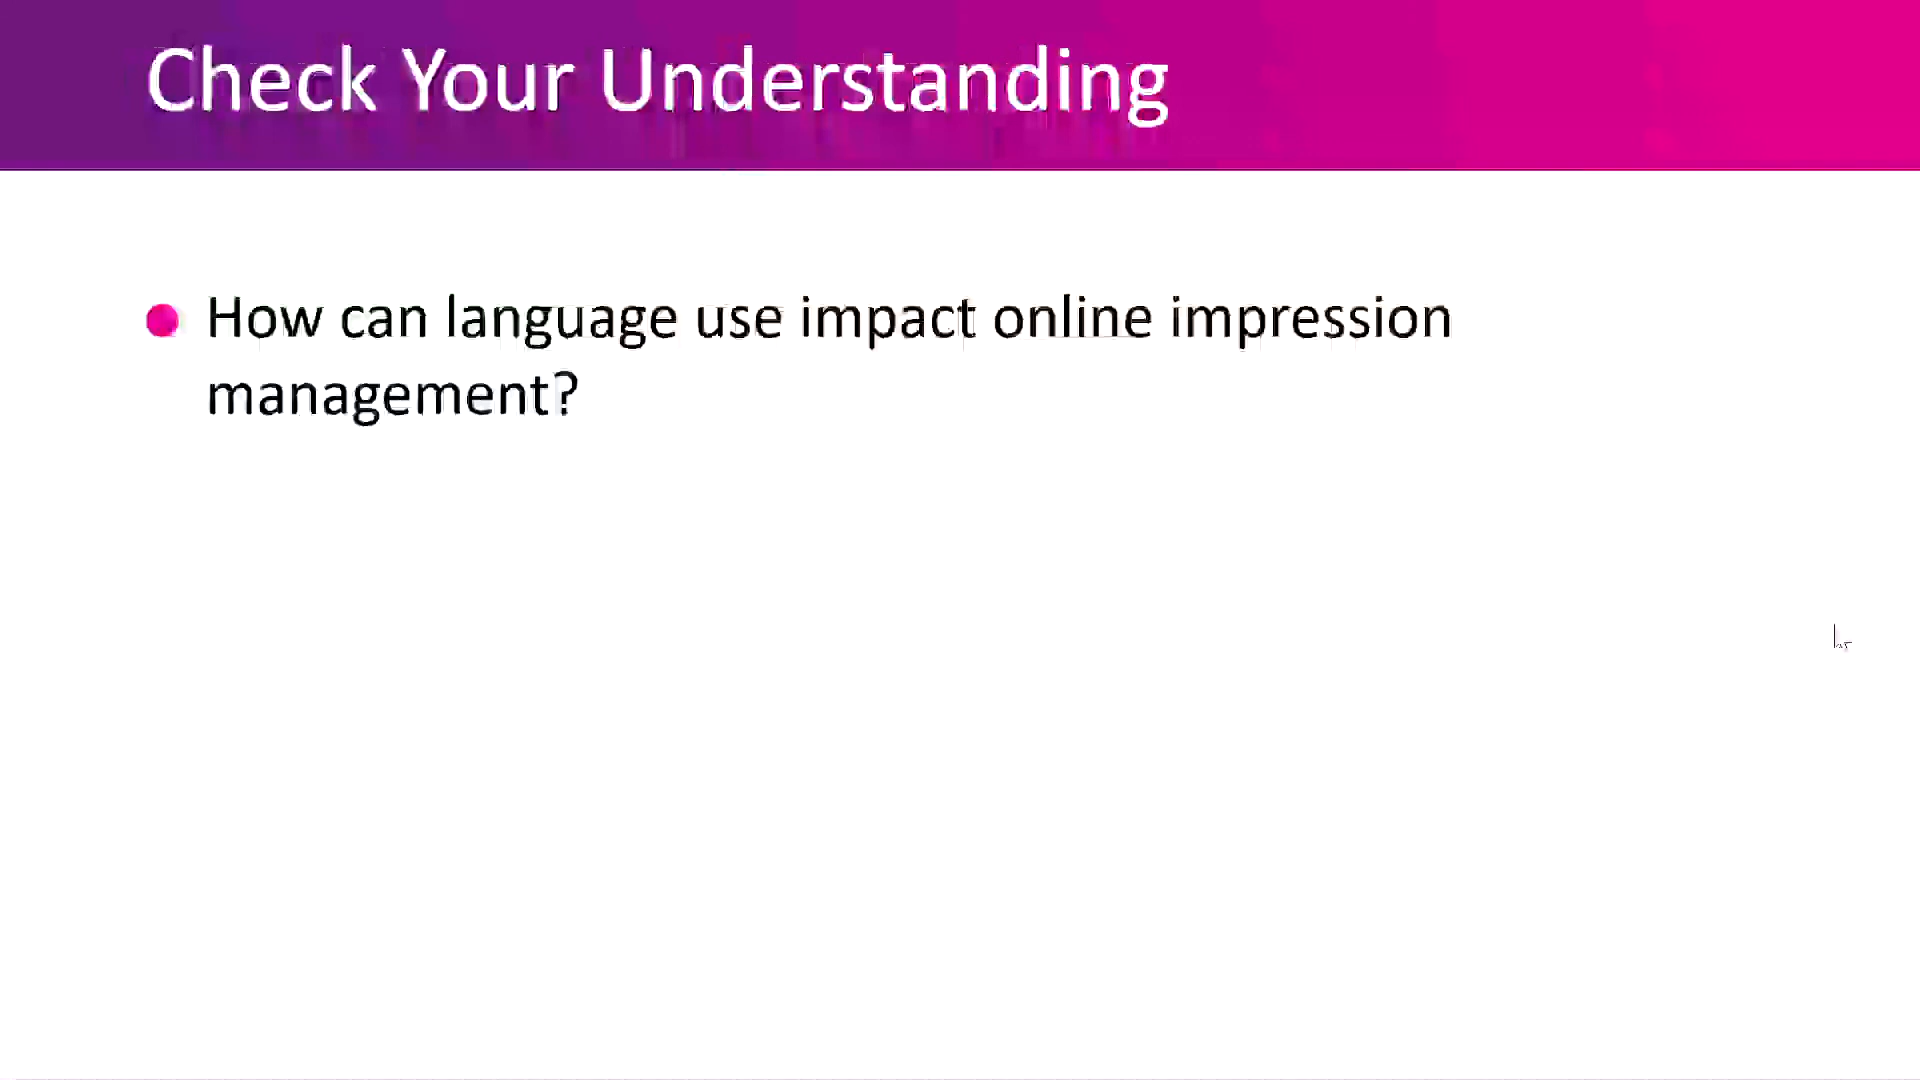 Check Your Understanding
How can language use impact online impression
management?